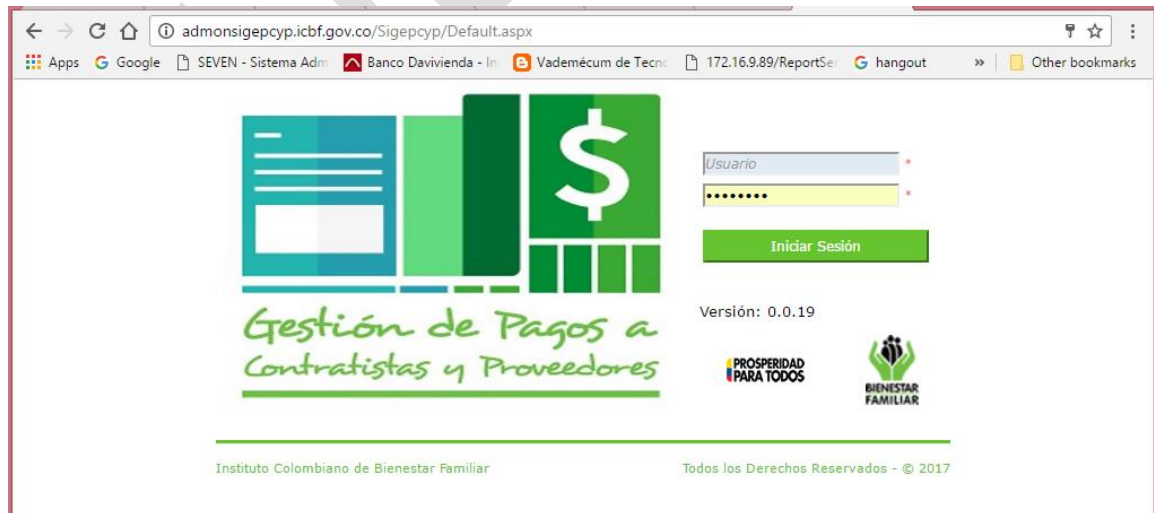 admonsigepcyp.icbf.gov.co/Sigepcyp/Default.aspx
Apps Google SEVEN - Sistema Adm Banco Davivienda - In Vademécum de Tecno 172.16.9.89/ReportSe hangout » Other bookmarks
$
Usuario *
•••••••• *
Iniciar Sesión
Gestión de Pagos a
Contratistas y Proveedores
Versión: 0.0.19
PROSPERIDAD
PARA TODOS
BIENESTAR
FAMILIAR
Instituto Colombiano de Bienestar Familiar
Todos los Derechos Reservados - © 2017